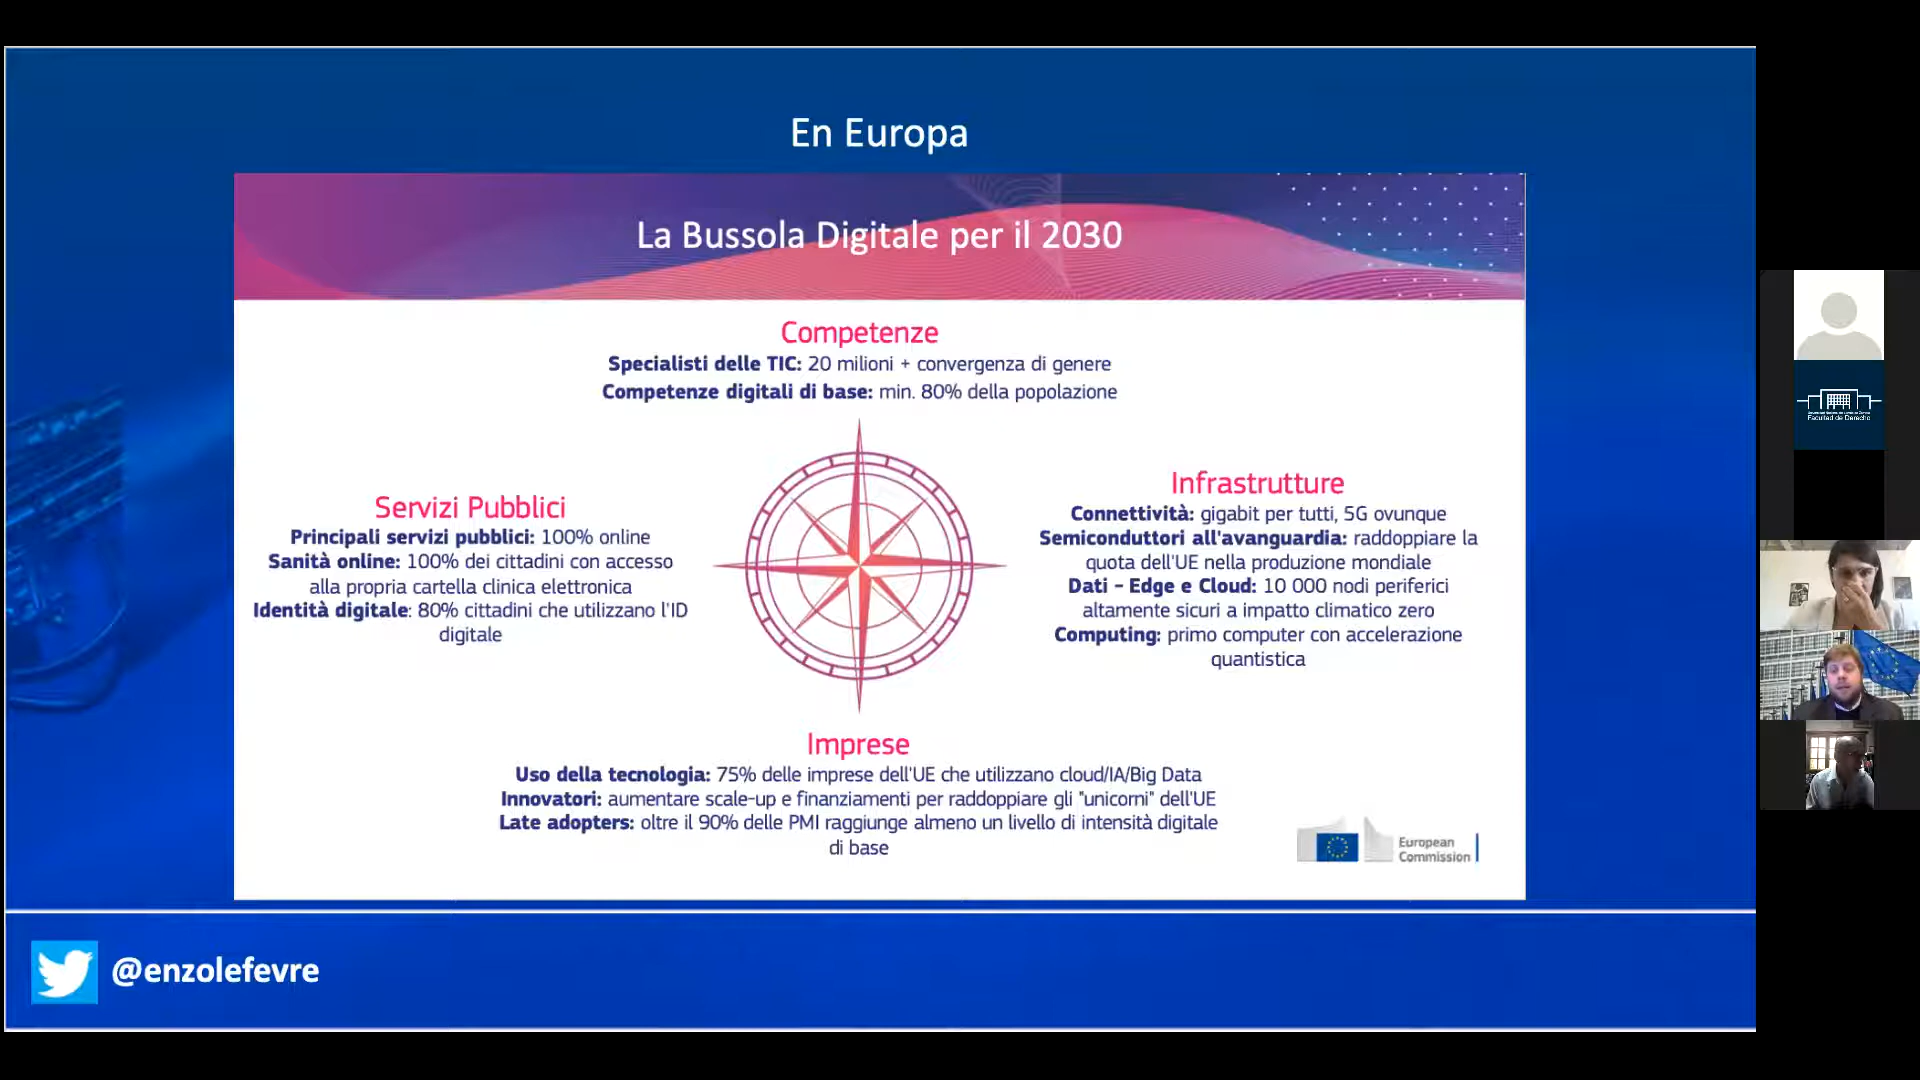 En Europa
La Bussola Digitale per il 2030
Competenze
Specialisti delle TIC: 20 milioni + convergenza di genere
Competenze digitali di base: min. 80% della popolazione
Servizi Pubblici
Principali servizi pubblici: 100% online
Sanità online: 100% dei cittadini con accesso
alla propria cartella clinica elettronica
Identità digitale: 80% cittadini che utilizzano l'ID
digitale
Infrastrutture
Connettività: gigabit per tutti, 5G ovunque
Semiconduttori all'avanguardia: raddoppiare la
quota dell'UE nella produzione mondiale
Dati - Edge e Cloud: 10 000 nodi periferici
altamente sicuri a impatto climatico zero
Computing: primo computer con accelerazione
quantistica
Imprese
Uso della tecnologia: 75% delle imprese dell'UE che utilizzano cloud/IA/Big Data
Innovatori: aumentare scale-up e finanziamenti per raddoppiare gli "unicorni" dell'UE
Late adopters: oltre il 90% delle PMI raggiunge almeno un livello di intensità digitale
di base
European
Commission
@enzolefevre
Facultad de Derecho